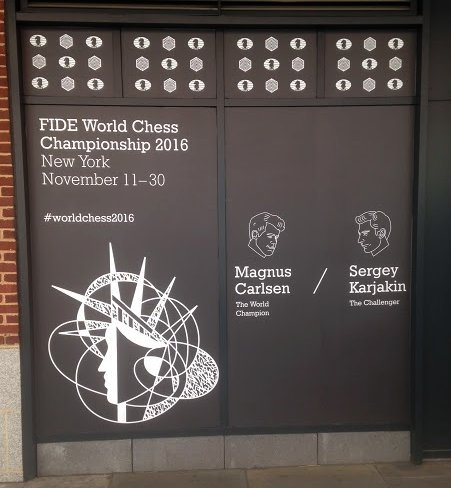 FIDE World Chess
Championship 2016
New York
November 11–30
#worldchess2016
Magnus
Carlsen
The World
Champion
/
Sergey
Karjakin
The Challenger